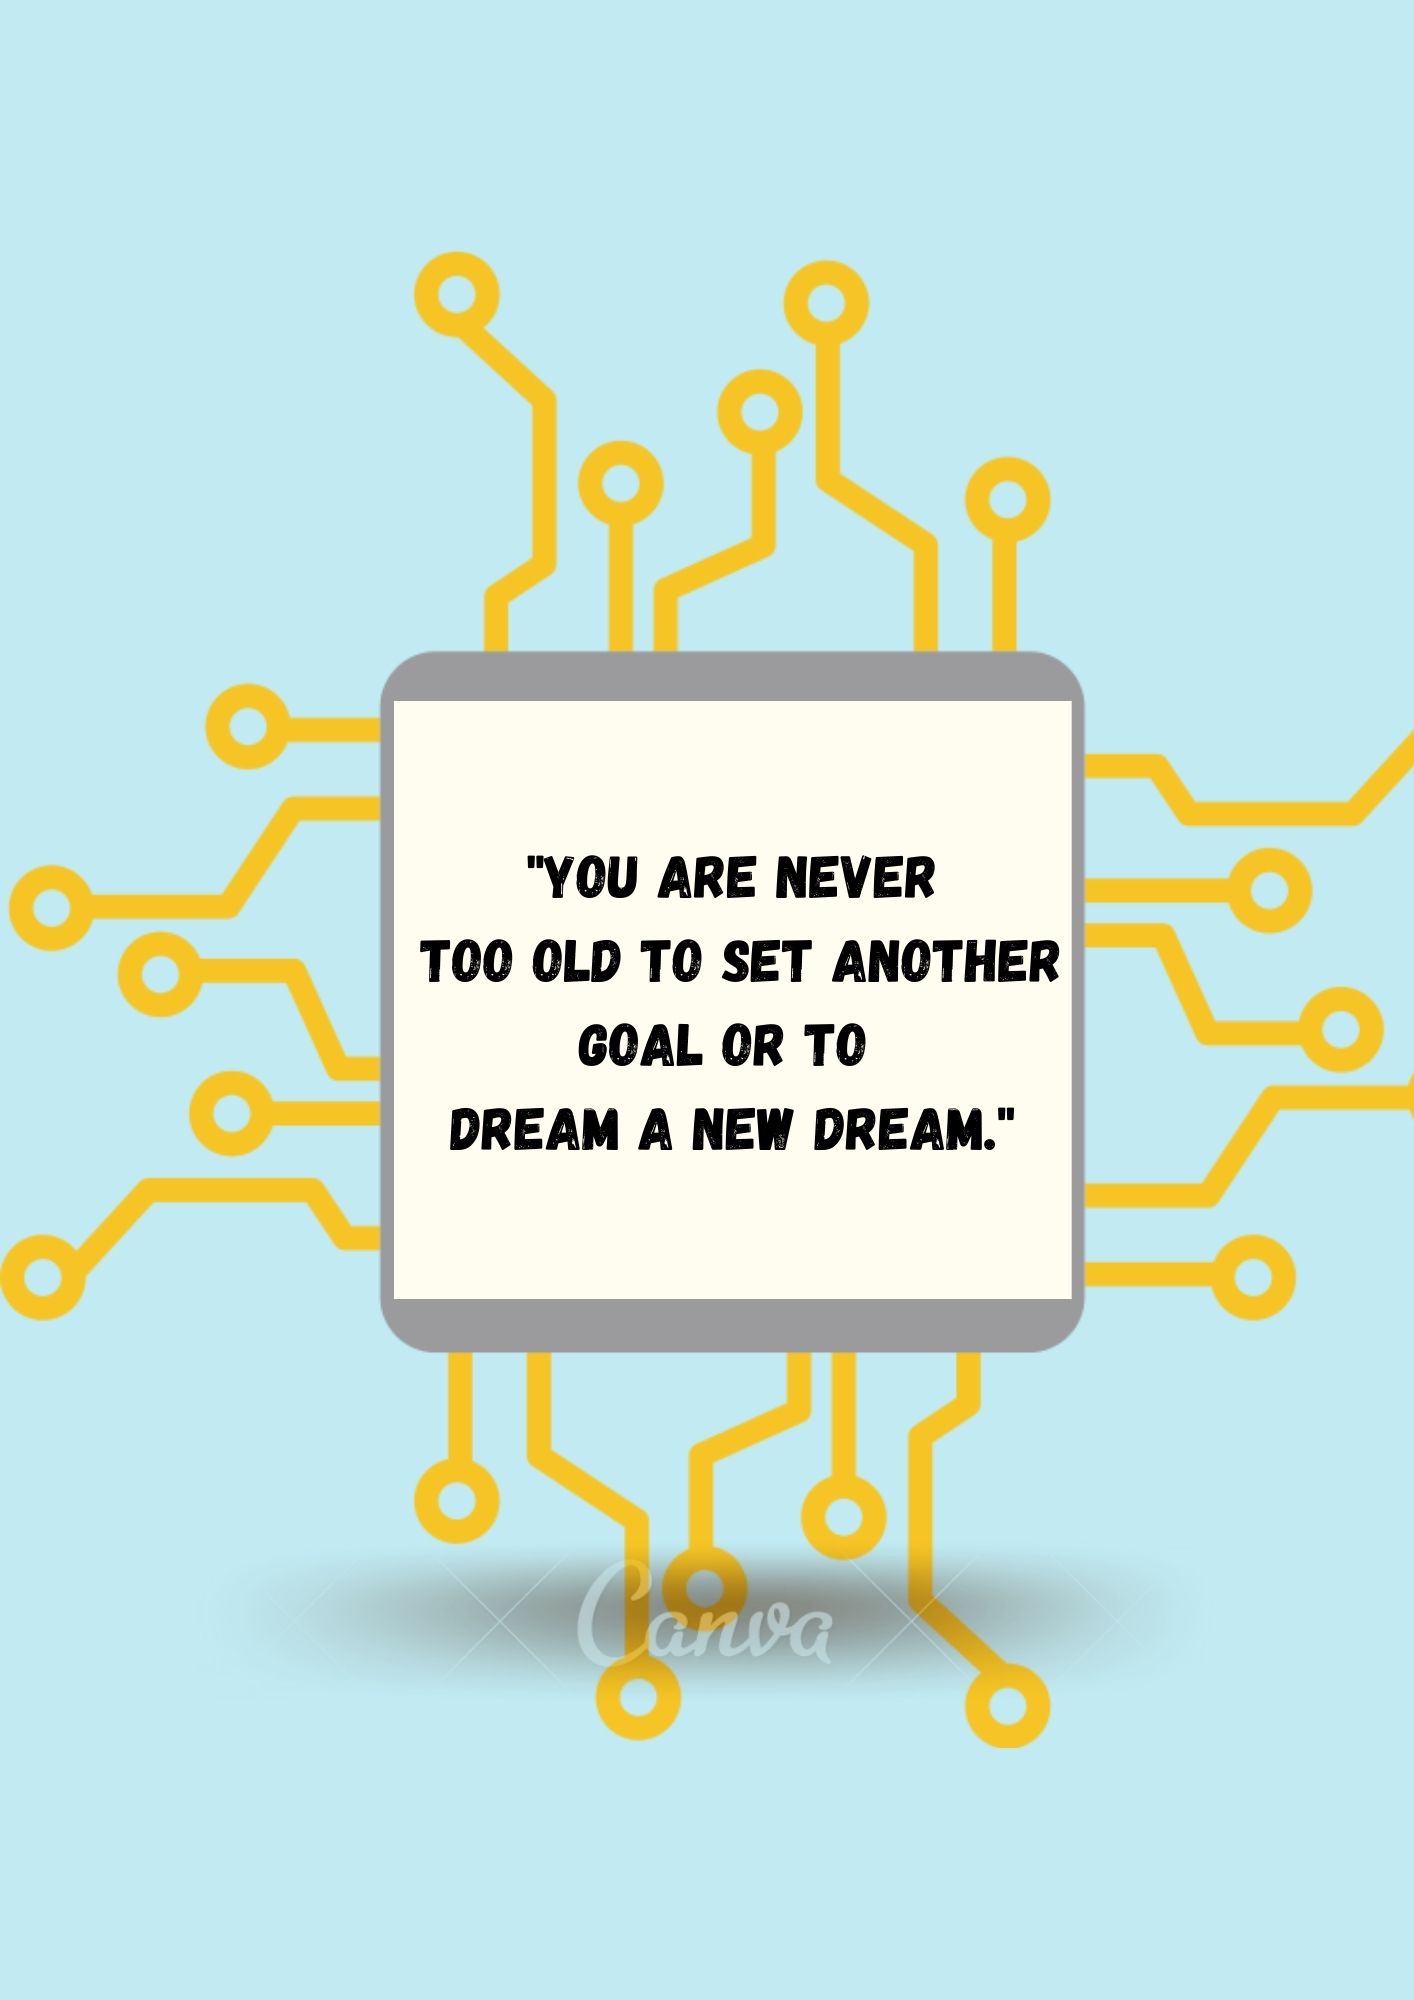 "YOU ARE NEVER
TOO OLD TO SET ANOTHER
GOAL OR TO
DREAM A NEW DREAM."
Canva